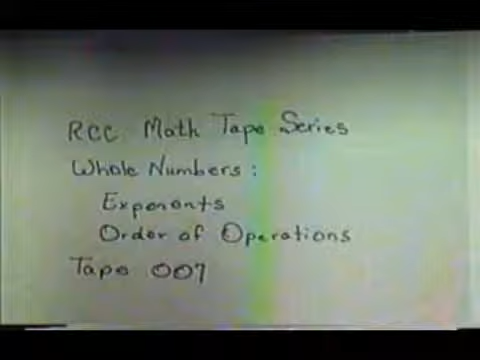 RCC Math Tape Series
Whole Numbers:
Exponents
Order of Operations
Tape 007